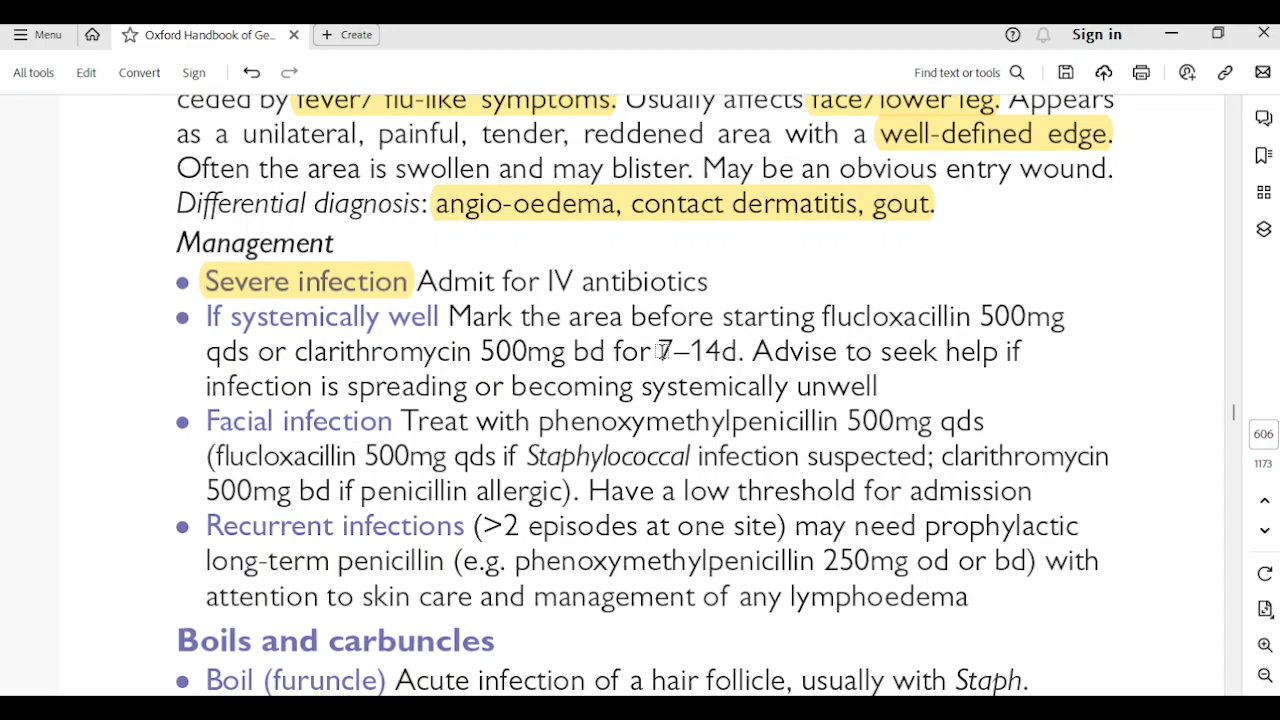 Menu
Oxford Handbook of Ge...
Create
Sign in
All tools
Edit
Convert
Sign
Find text or tools
ceded by fever/'flu-like' symptoms. Usually affects face/lower leg. Appears
as a unilateral, painful, tender, reddened area with a well-defined edge.
Often the area is swollen and may blister. May be an obvious entry wound.
Differential diagnosis: angio-oedema, contact dermatitis, gout.
Management
• Severe infection Admit for IV antibiotics
• If systemically well Mark the area before starting flucloxacillin 500mg
qds or clarithromycin 500mg bd for 7–14d. Advise to seek help if
infection is spreading or becoming systemically unwell
• Facial infection Treat with phenoxymethylpenicillin 500mg qds
(flucloxacillin 500mg qds if Staphylococcal infection suspected; clarithromycin
500mg bd if penicillin allergic). Have a low threshold for admission
• Recurrent infections (>2 episodes at one site) may need prophylactic
long-term penicillin (e.g. phenoxymethylpenicillin 250mg od or bd) with
attention to skin care and management of any lymphoedema
Boils and carbuncles
• Boil (furuncle) Acute infection of a hair follicle, usually with Staph.
606
1173